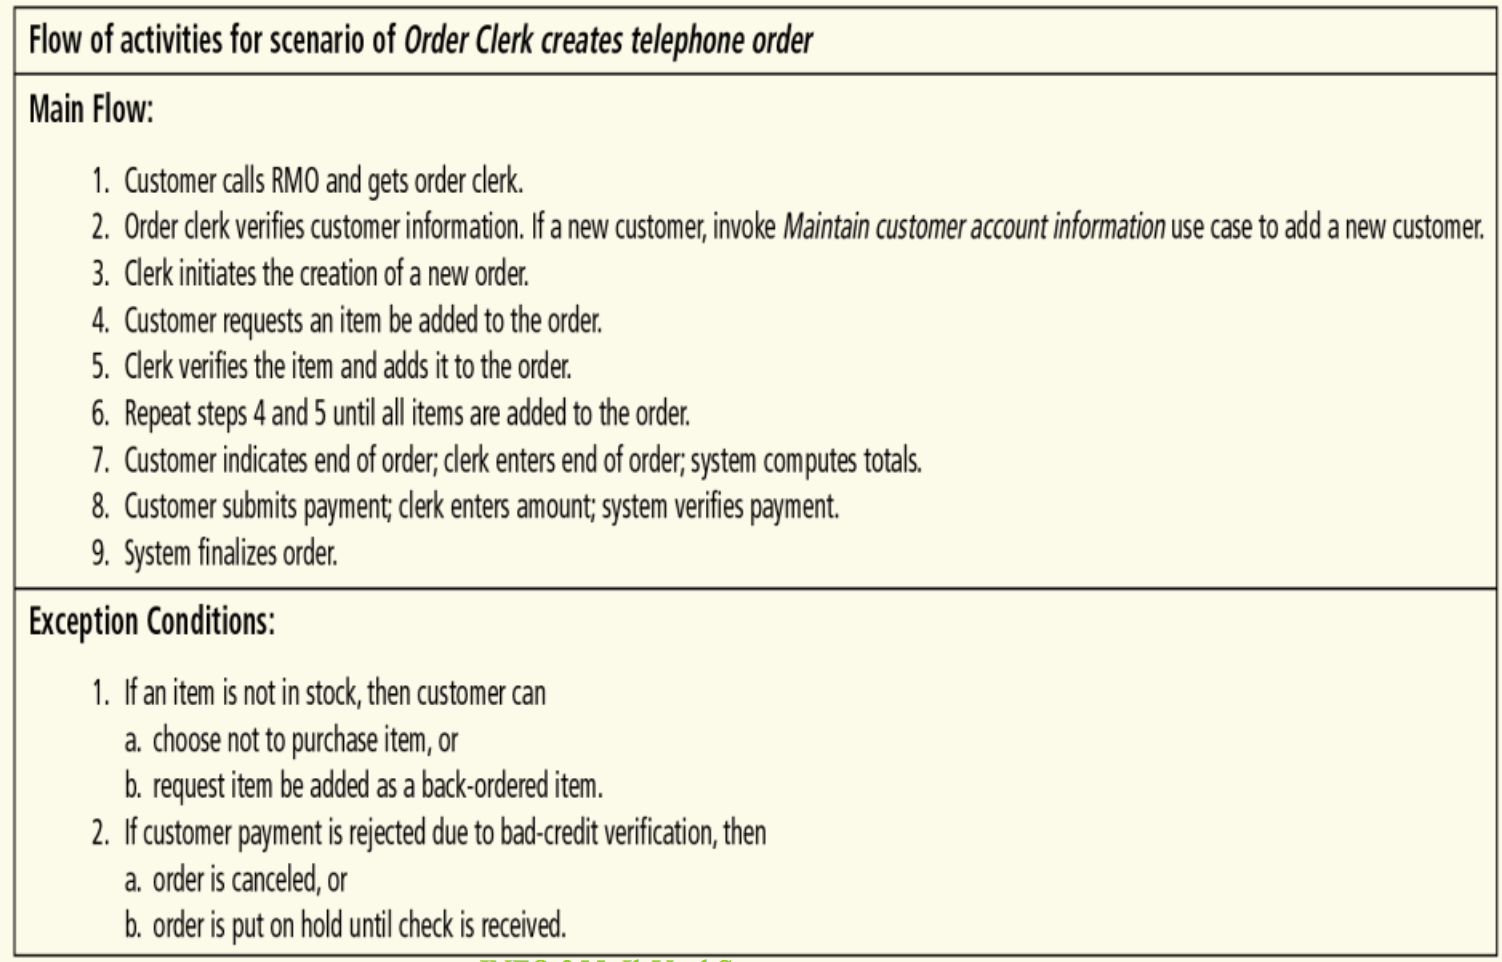 Flow of activities for scenario of Order Clerk creates telephone order
Main Flow:
1. Customer calls RMO and gets order clerk.
2. Order clerk verifies customer information. If a new customer, invoke Maintain customer account information use case to add a new customer.
3. Clerk initiates the creation of a new order.
4. Customer requests an item be added to the order.
5. Clerk verifies the item and adds it to the order.
6. Repeat steps 4 and 5 until all items are added to the order.
7. Customer indicates end of order; clerk enters end of order; system computes totals.
8. Customer submits payment; clerk enters amount; system verifies payment.
9. System finalizes order.
Exception Conditions:
1. If an item is not in stock, then customer can
a. choose not to purchase item, or
b. request item be added as a back-ordered item.
2. If customer payment is rejected due to bad-credit verification, then
a. order is canceled, or
b. order is put on hold until check is received.